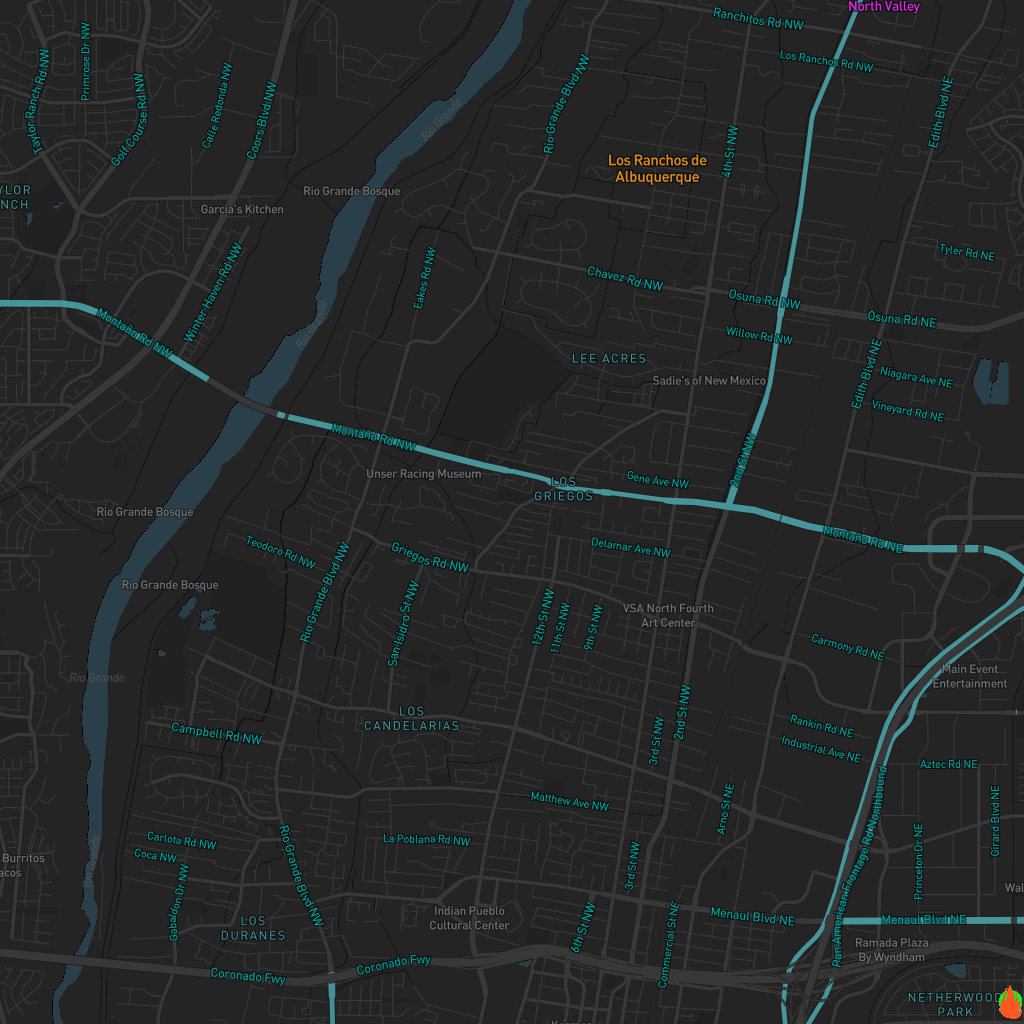 North Valley
Ranchitos Rd NW
Los Ranchos Rd NW
Primrose Dr NW
Taylor Ranch Rd NW
Golf Course Rd NW
Calle Redonda NW
Coors Blvd NW
Rio Grande
Rio Grande Blvd NW
4th St NW
Edith Blvd NE
Los Ranchos de
Albuquerque
YLOR
NCH
Rio Grande Bosque
Garcia's Kitchen
Winter Haven Rd NW
Eakes Rd NW
Tyler Rd NE
Chavez Rd NW
Osuna Rd NW
Osuna Rd NE
Rio Grande
Montaño Rd NW
Willow Rd NW
LEE ACRES
Sadie's of New Mexico
Edith Blvd NE
Niagara Ave NE
Vineyard Rd NE
Montaño Rd NW
2nd St NW
Unser Racing Museum
LOS
GRIEGOS
Gene Ave NW
Rio Grande Bosque
Montaño Rd NE
Teodoro Rd NW
Griegos Rd NW
Delamar Ave NW
Rio Grande Bosque
Rio Grande Blvd NW
San Isidro St NW
12th St NW
11th St NW
9th St NW
VSA North Fourth
Art Center
Carmony Rd NE
Rio Grande
Main Event
Entertainment
LOS
CANDELARIAS
Campbell Rd NW
3rd St NW
2nd St NW
Rankin Rd NE
Industrial Ave NE
Aztec Rd NE
Matthew Ave NW
Arno St NE
Pan American Frontage Rd Northbound
Princeton Dr NE
Girard Blvd NE
Carlota Rd NW
Coca NW
La Poblana Rd NW
Rio Grande Blvd NW
Rio Grande
Burritos
acos
Gabaldon Dr NW
3rd St NW
Wal
LOS
DURANES
Indian Pueblo
Cultural Center
6th St NW
Commercial St NE
Menaul Blvd NE
Menaul Blvd NE
Ramada Plaza
By Wyndham
Coronado Fwy
Coronado Fwy
NETHERWOOD
PARK